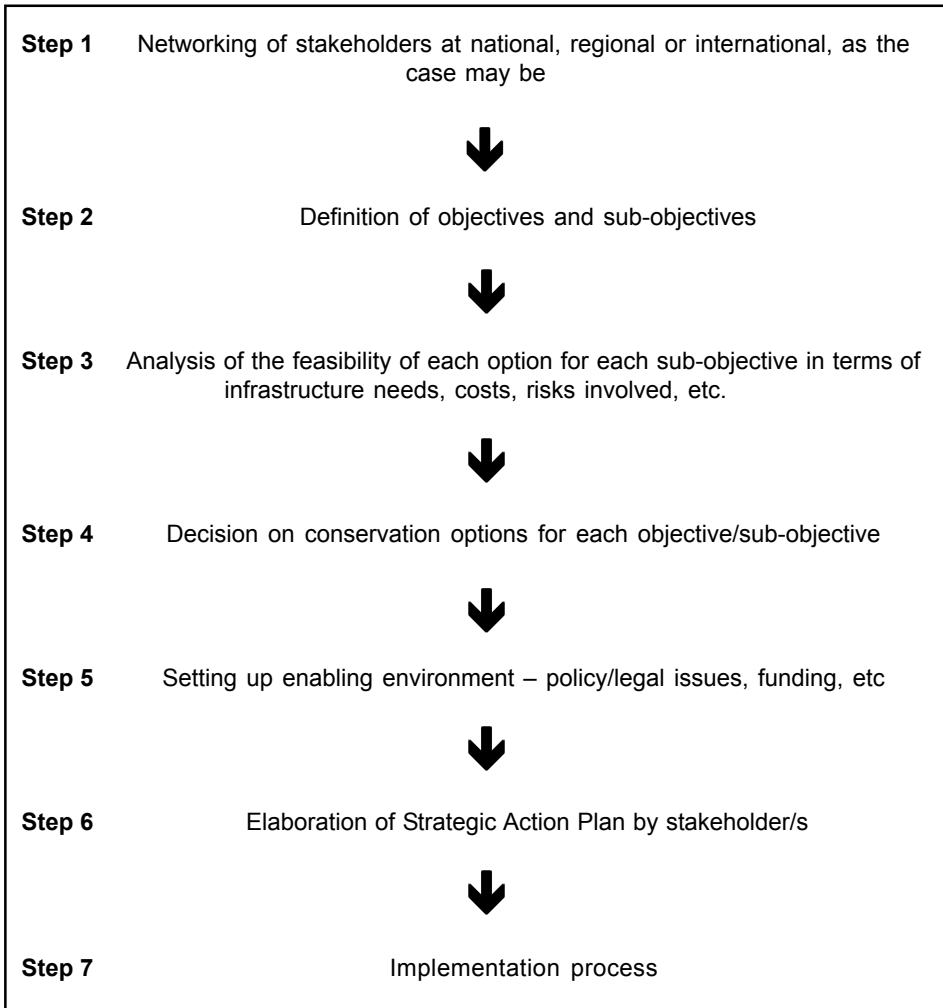 Step 1 Networking of stakeholders at national, regional or international, as the
case may be
Step 2 Definition of objectives and sub-objectives
Step 3 Analysis of the feasibility of each option for each sub-objective in terms of
infrastructure needs, costs, risks involved, etc.
Step 4 Decision on conservation options for each objective/sub-objective
Step 5 Setting up enabling environment – policy/legal issues, funding, etc
Step 6 Elaboration of Strategic Action Plan by stakeholder/s
Step 7 Implementation process